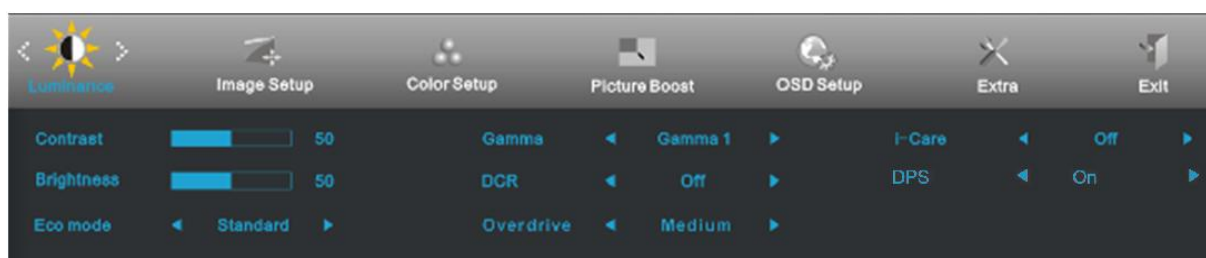 Luminance Image Setup Color Setup Picture Boost OSD Setup Extra Exit
Contrast 50 Gamma Gamma 1 i-Care Off
Brightness 50 DCR Off DPS On
Eco mode Standard Overdrive Medium